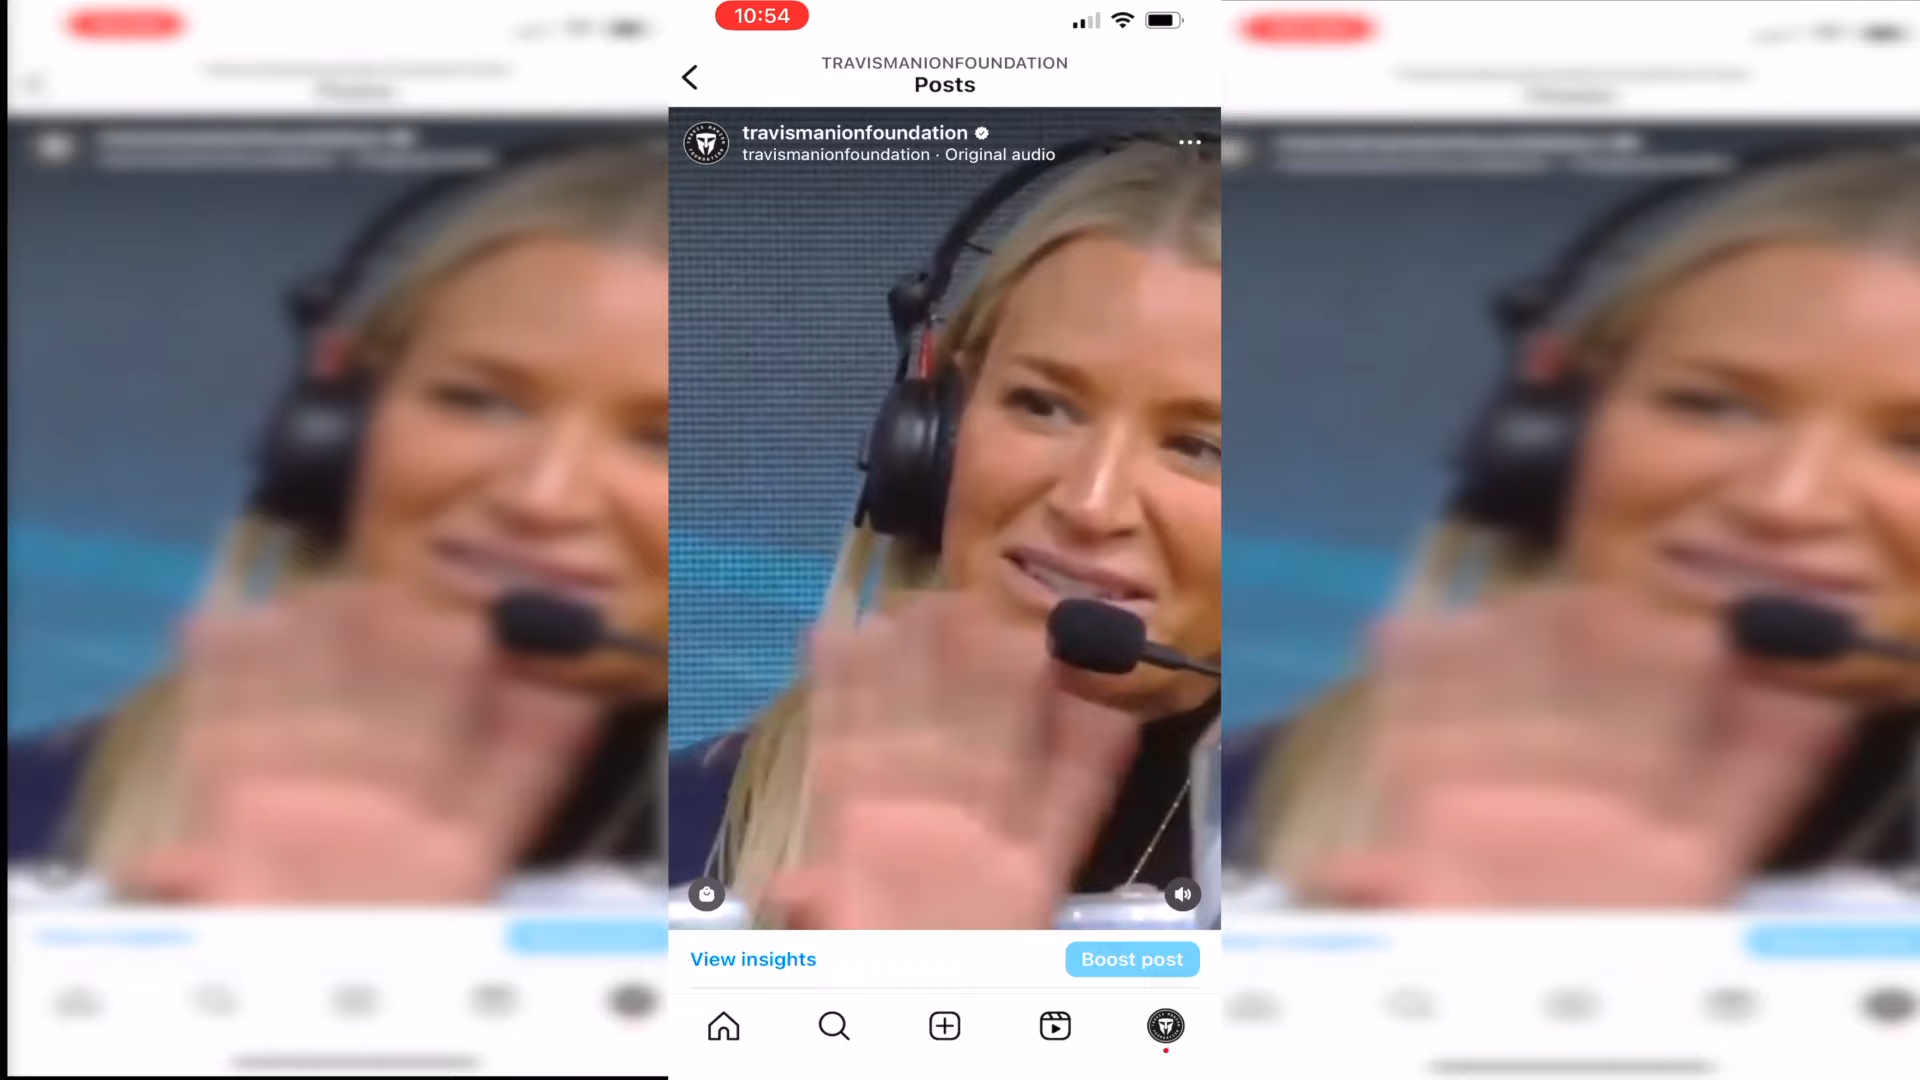 10:54
TRAVISMANIONFOUNDATION
Posts
travismanionfoundation
travismanionfoundation · Original audio
View insights
Boost post